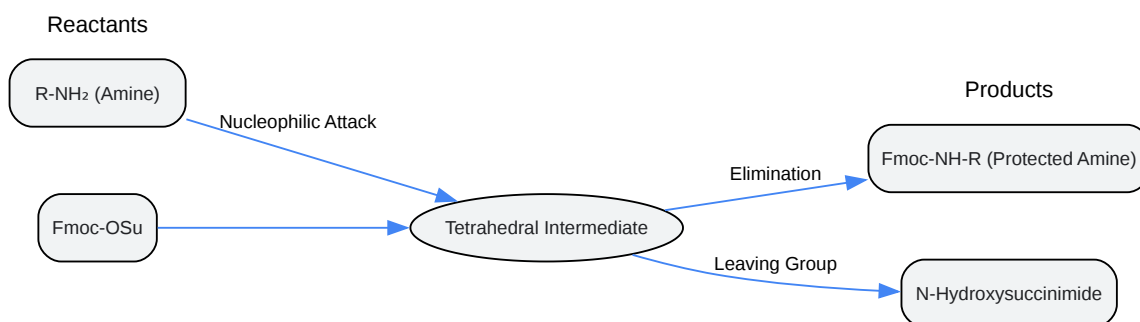 Reactants
R-NH₂ (Amine)
Nucleophilic Attack
Fmoc-OSu
Tetrahedral Intermediate
Products
Elimination
Fmoc-NH-R (Protected Amine)
Leaving Group
N-Hydroxysuccinimide